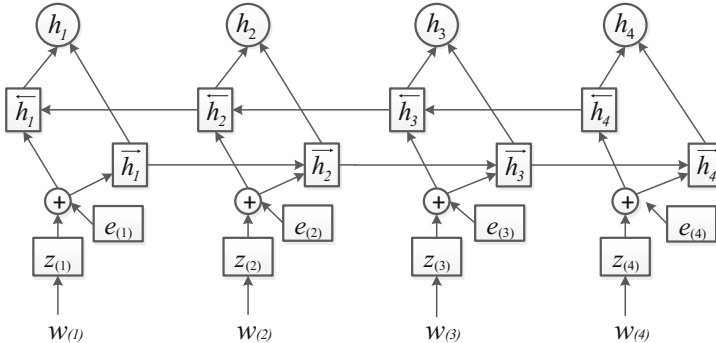 h₁ h₂ h₃ h₄
←h₁ ←h₂ ←h₃ ←h₄
→h₁ →h₂ →h₃ →h₄
+ + + +
e₍₁₎ e₍₂₎ e₍₃₎ e₍₄₎
z₍₁₎ z₍₂₎ z₍₃₎ z₍₄₎
w₍₁₎ w₍₂₎ w₍₃₎ w₍₄₎